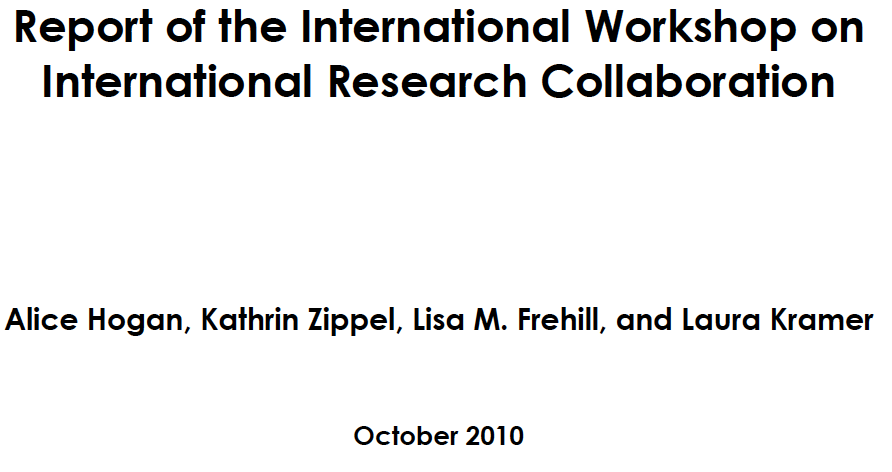 Report of the International Workshop on
International Research Collaboration
Alice Hogan, Kathrin Zippel, Lisa M. Frehill, and Laura Kramer
October 2010